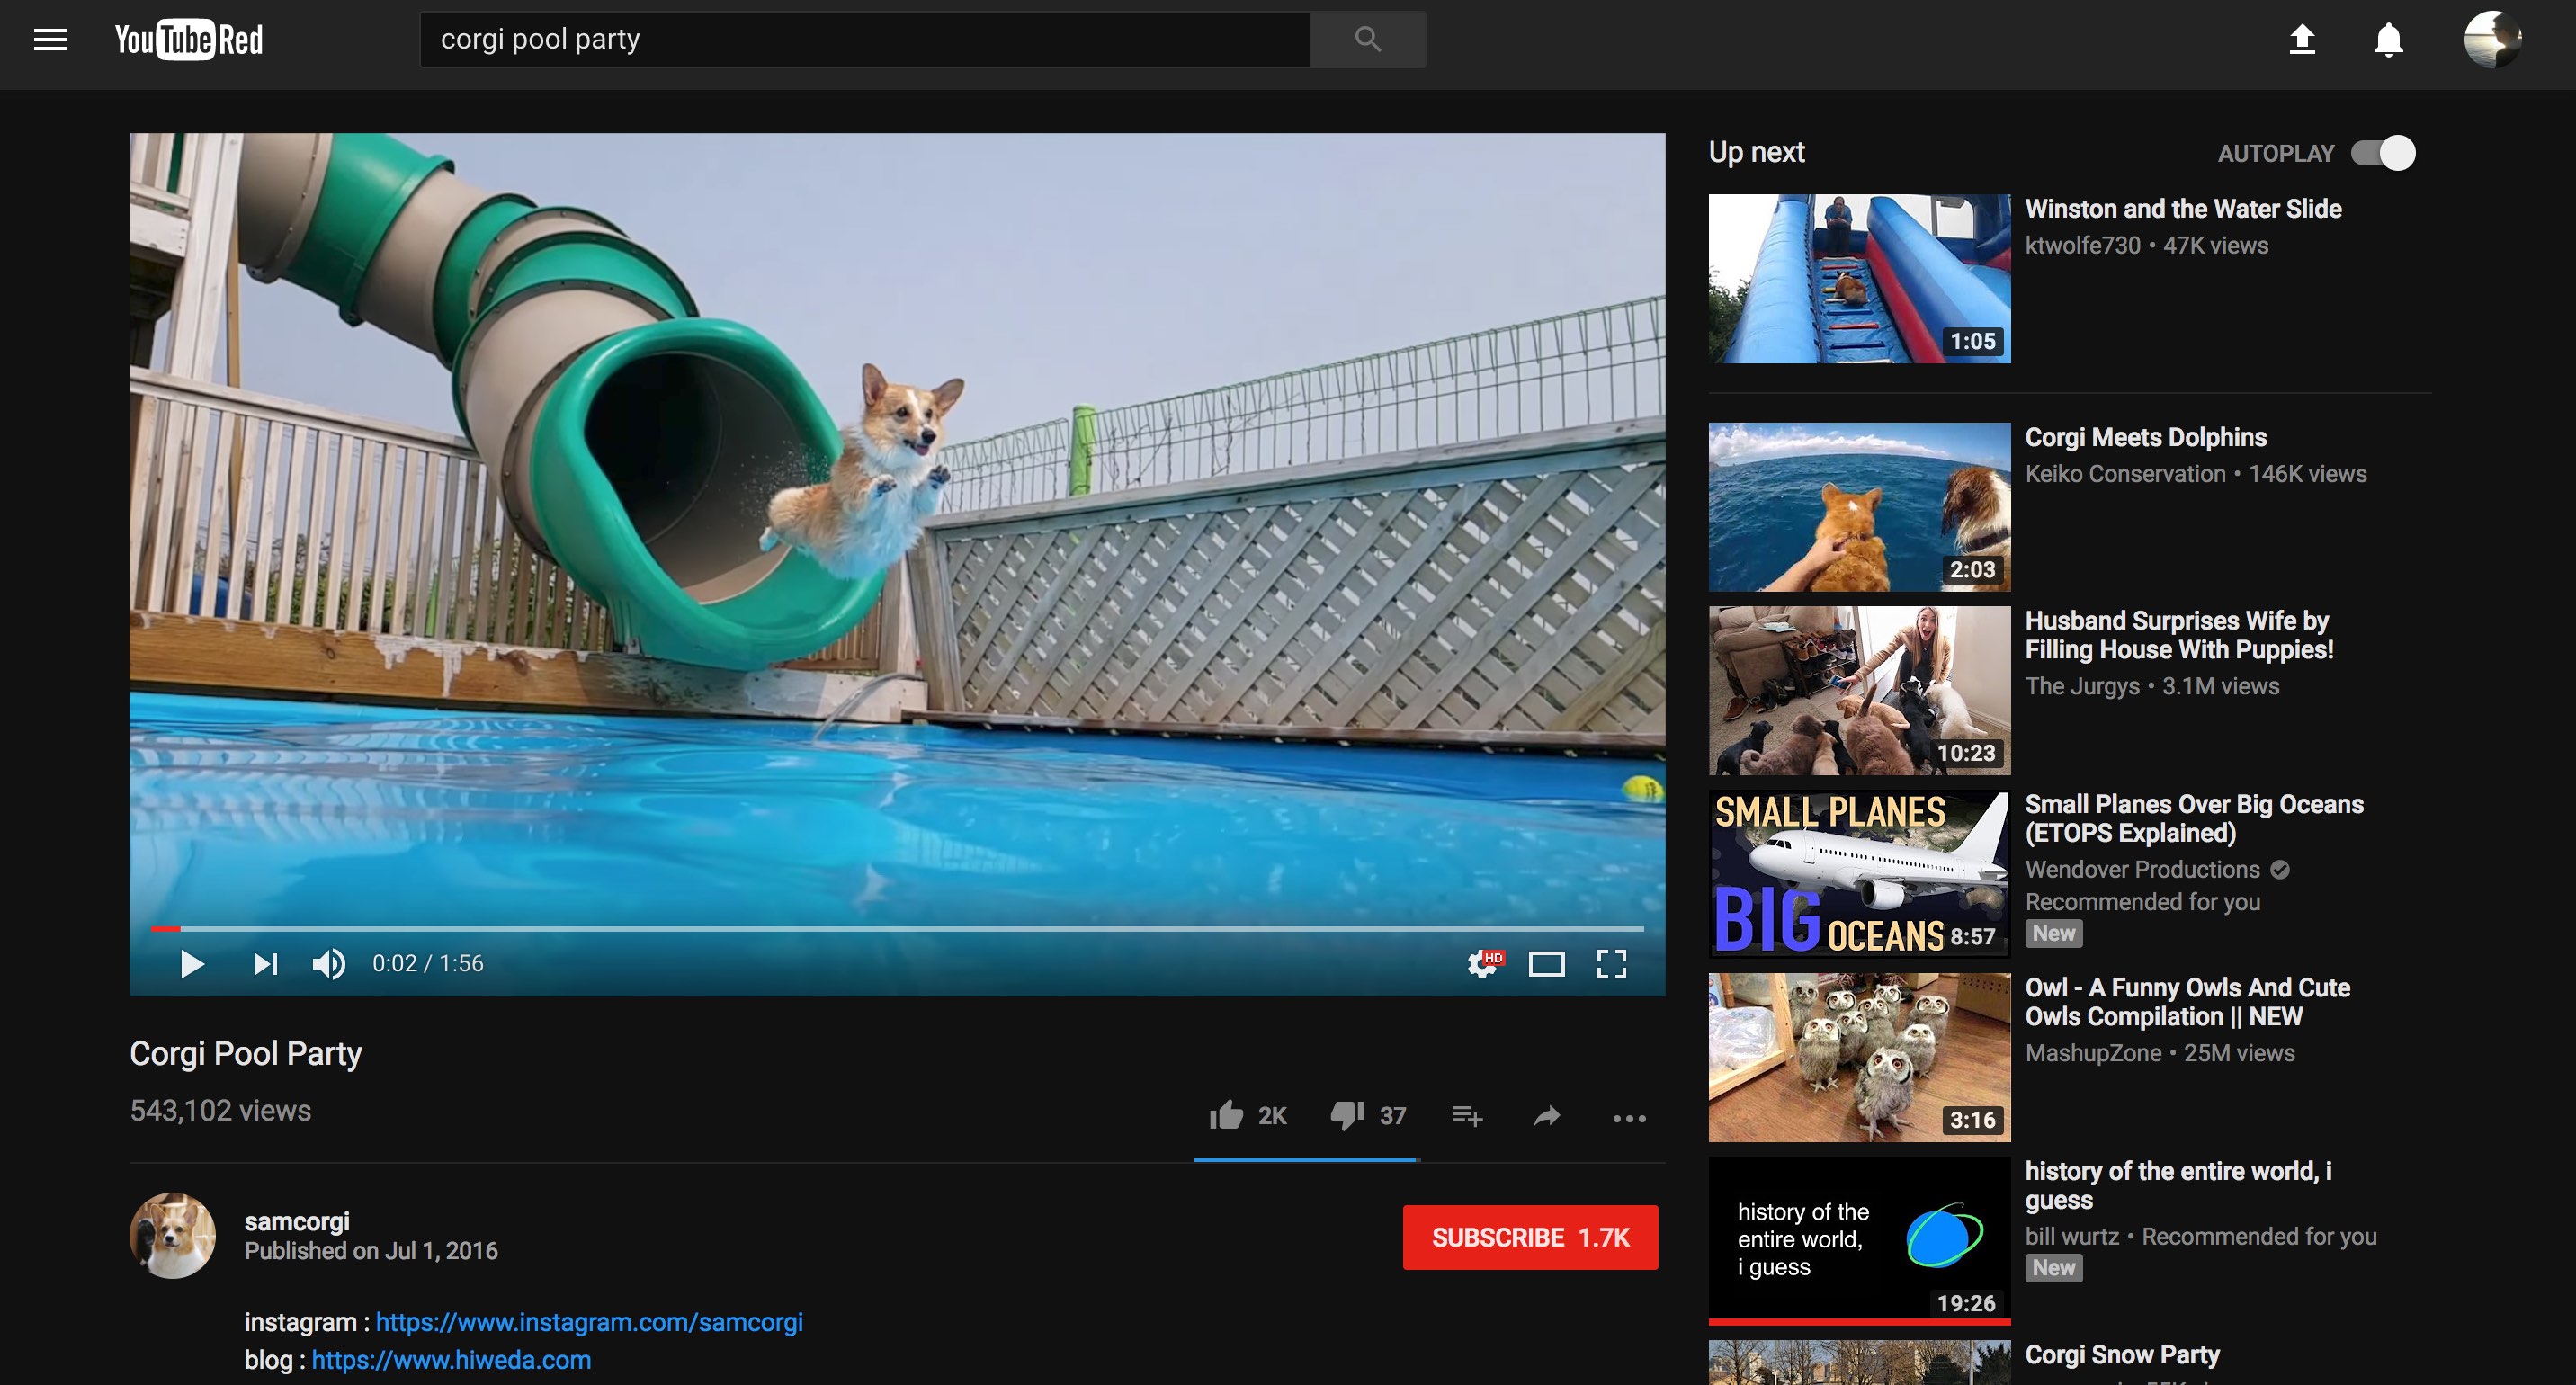 YouTube Red
corgi pool party
Up next
AUTOPLAY
Winston and the Water Slide
ktwolfe730 • 47K views
1:05
Corgi Meets Dolphins
Keiko Conservation • 146K views
2:03
Husband Surprises Wife by
Filling House With Puppies!
The Jurgys • 3.1M views
10:23
SMALL PLANES
BIG OCEANS
8:57
Small Planes Over Big Oceans
(ETOPS Explained)
Wendover Productions
Recommended for you
New
Owl - A Funny Owls And Cute
Owls Compilation || NEW
MashupZone • 25M views
3:16
history of the
entire world,
i guess
19:26
history of the entire world, i
guess
bill wurtz • Recommended for you
New
Corgi Snow Party
0:02 / 1:56
HD
Corgi Pool Party
543,102 views
2K
37
samcorgi
Published on Jul 1, 2016
SUBSCRIBE 1.7K
instagram : https://www.instagram.com/samcorgi
blog : https://www.hiweda.com